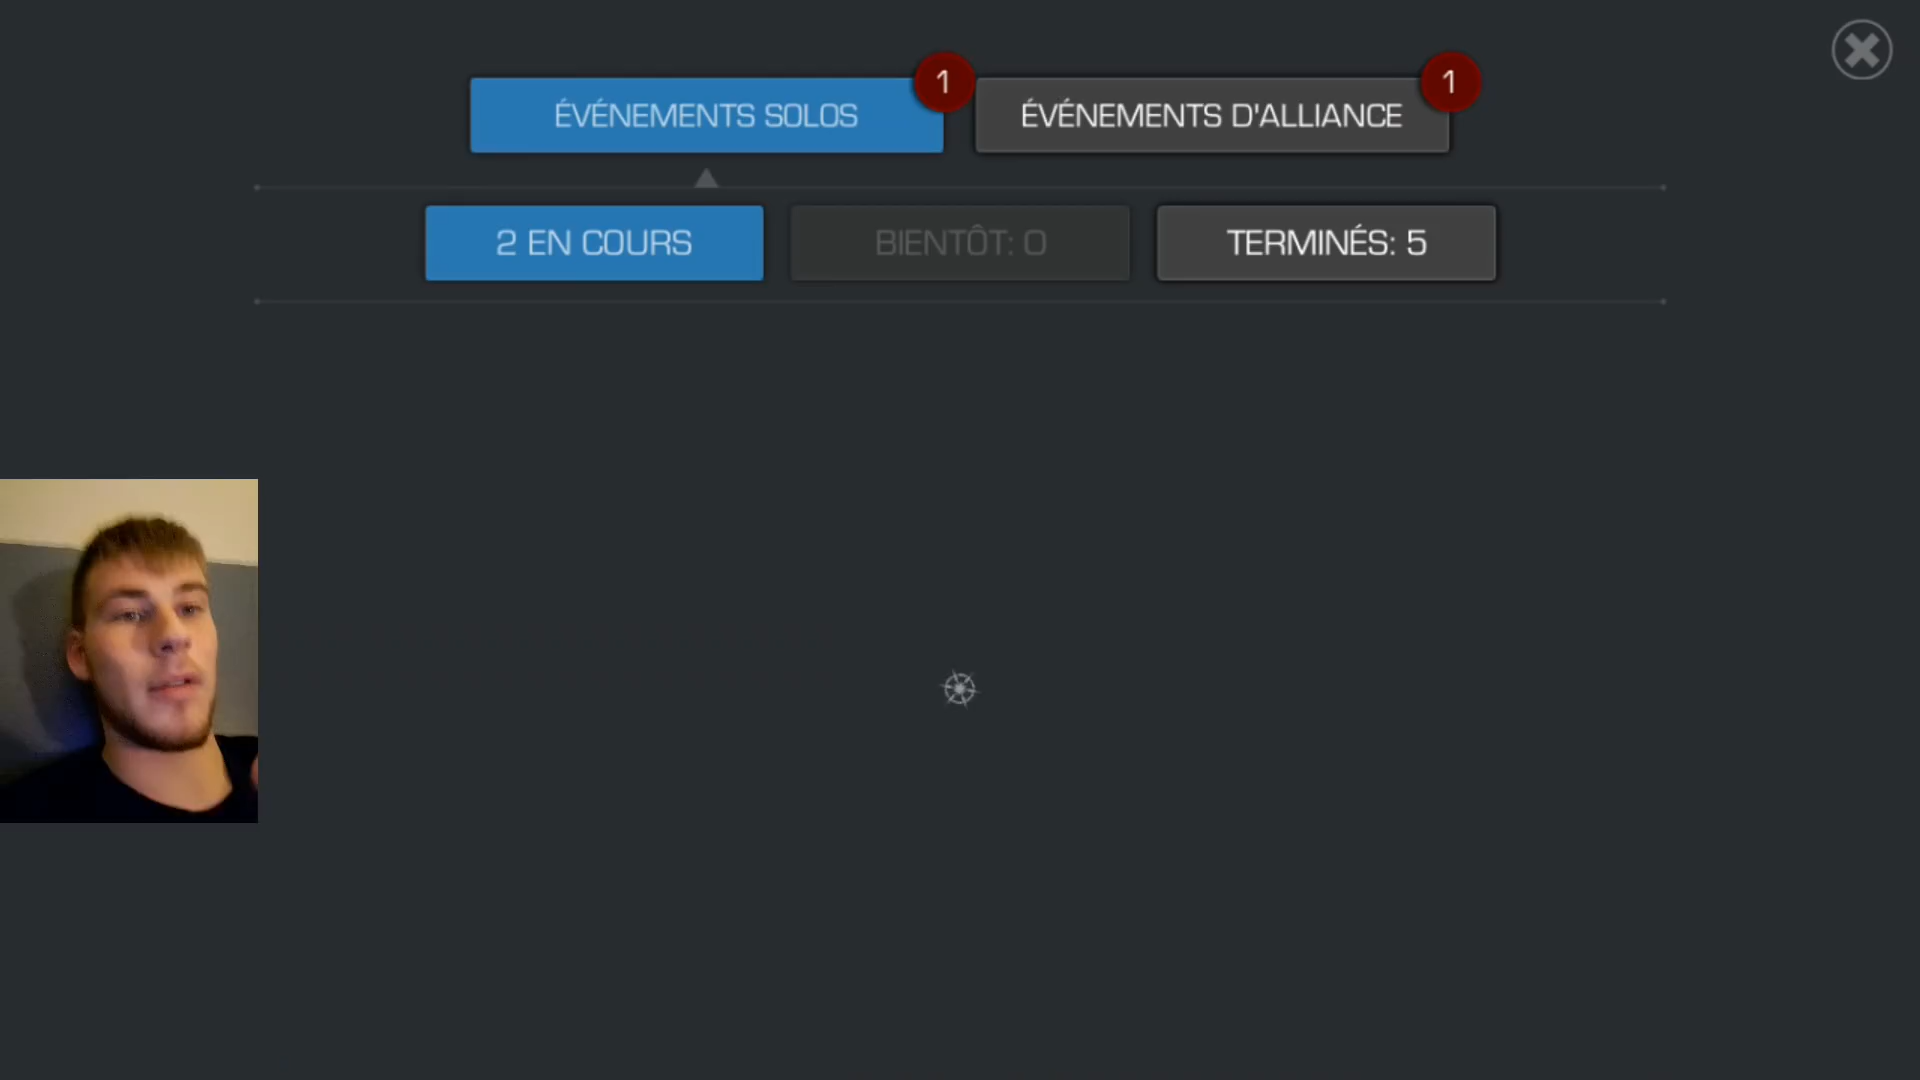 ÉVÉNEMENTS SOLOS 1
ÉVÉNEMENTS D'ALLIANCE 1
2 EN COURS
BIENTÔT: 0
TERMINÉS: 5